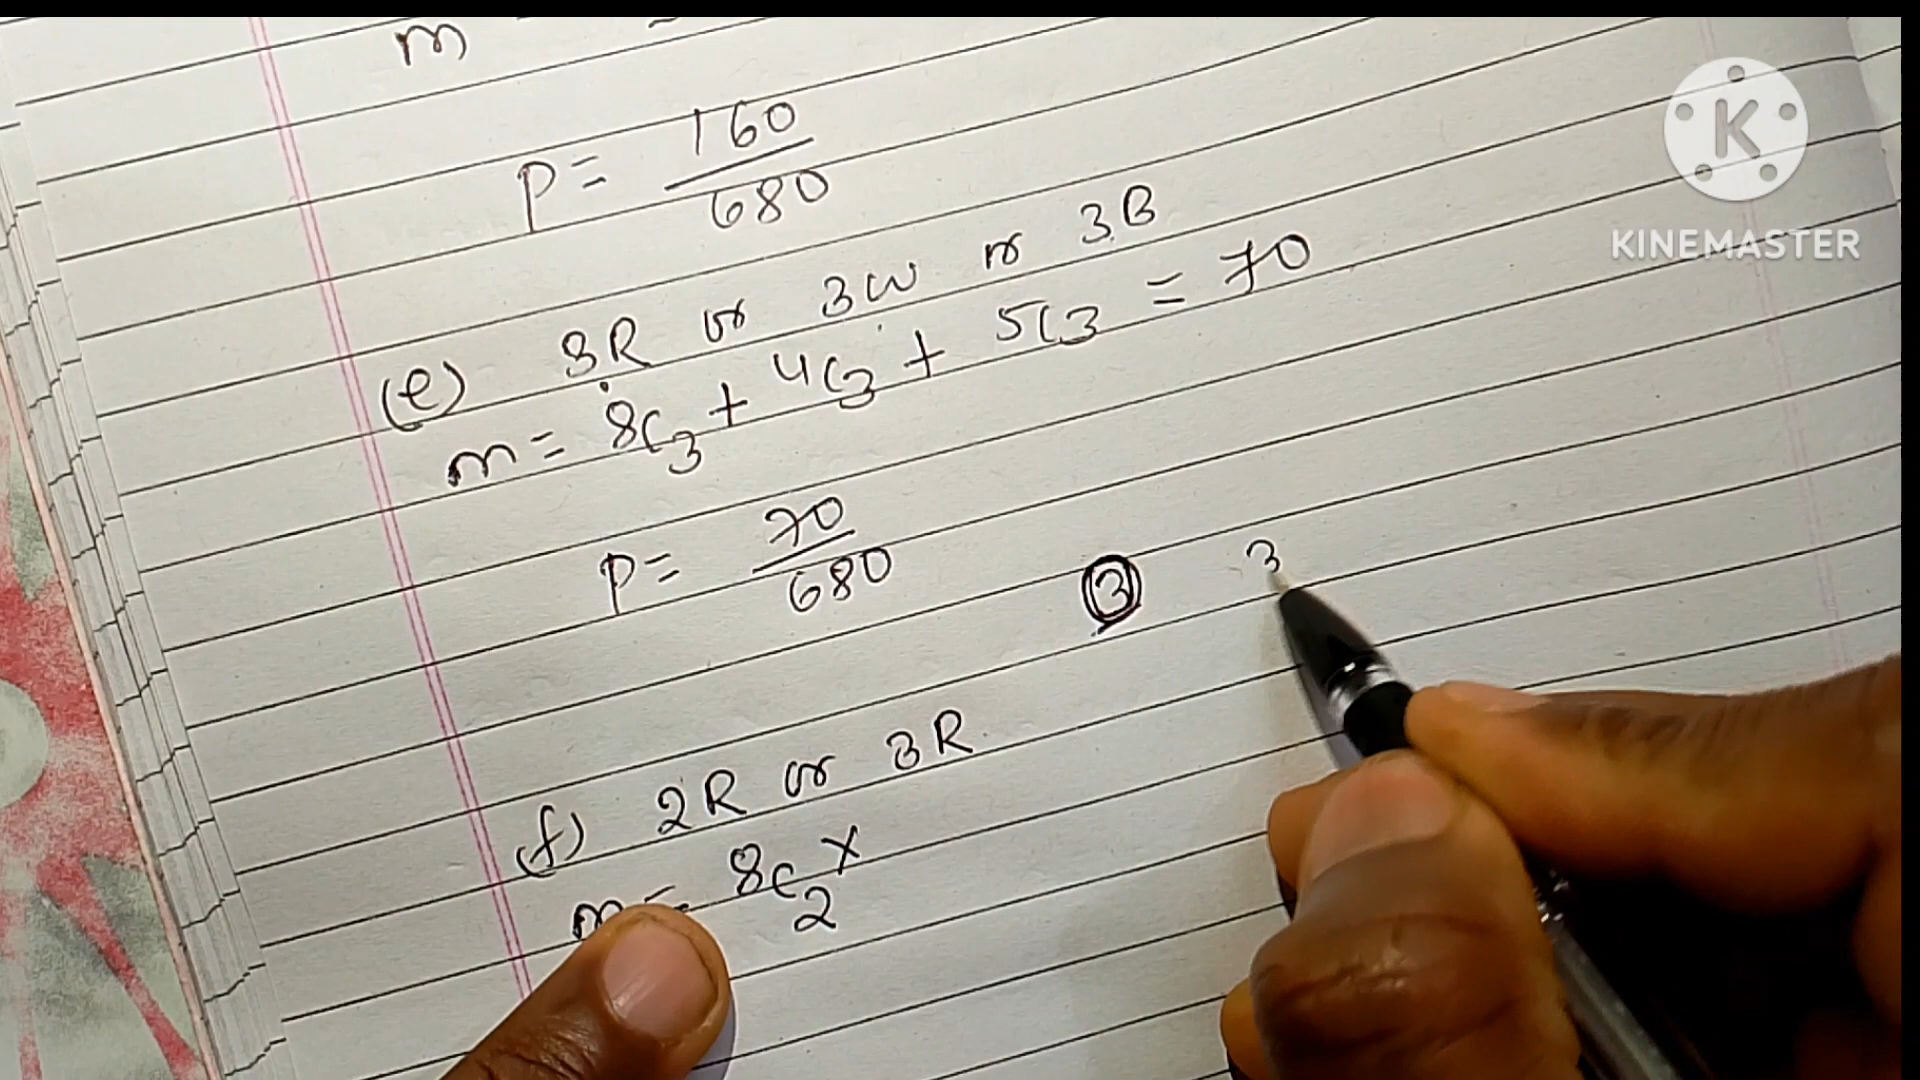 m
P = 160/680
(e) 3R or 3W or 3B
m = 8C3 + 4C3 + 5C3 = 70
P = 70/680
3 3
(f) 2R or 3R
m = 8C2 ×
K
KINEMASTER